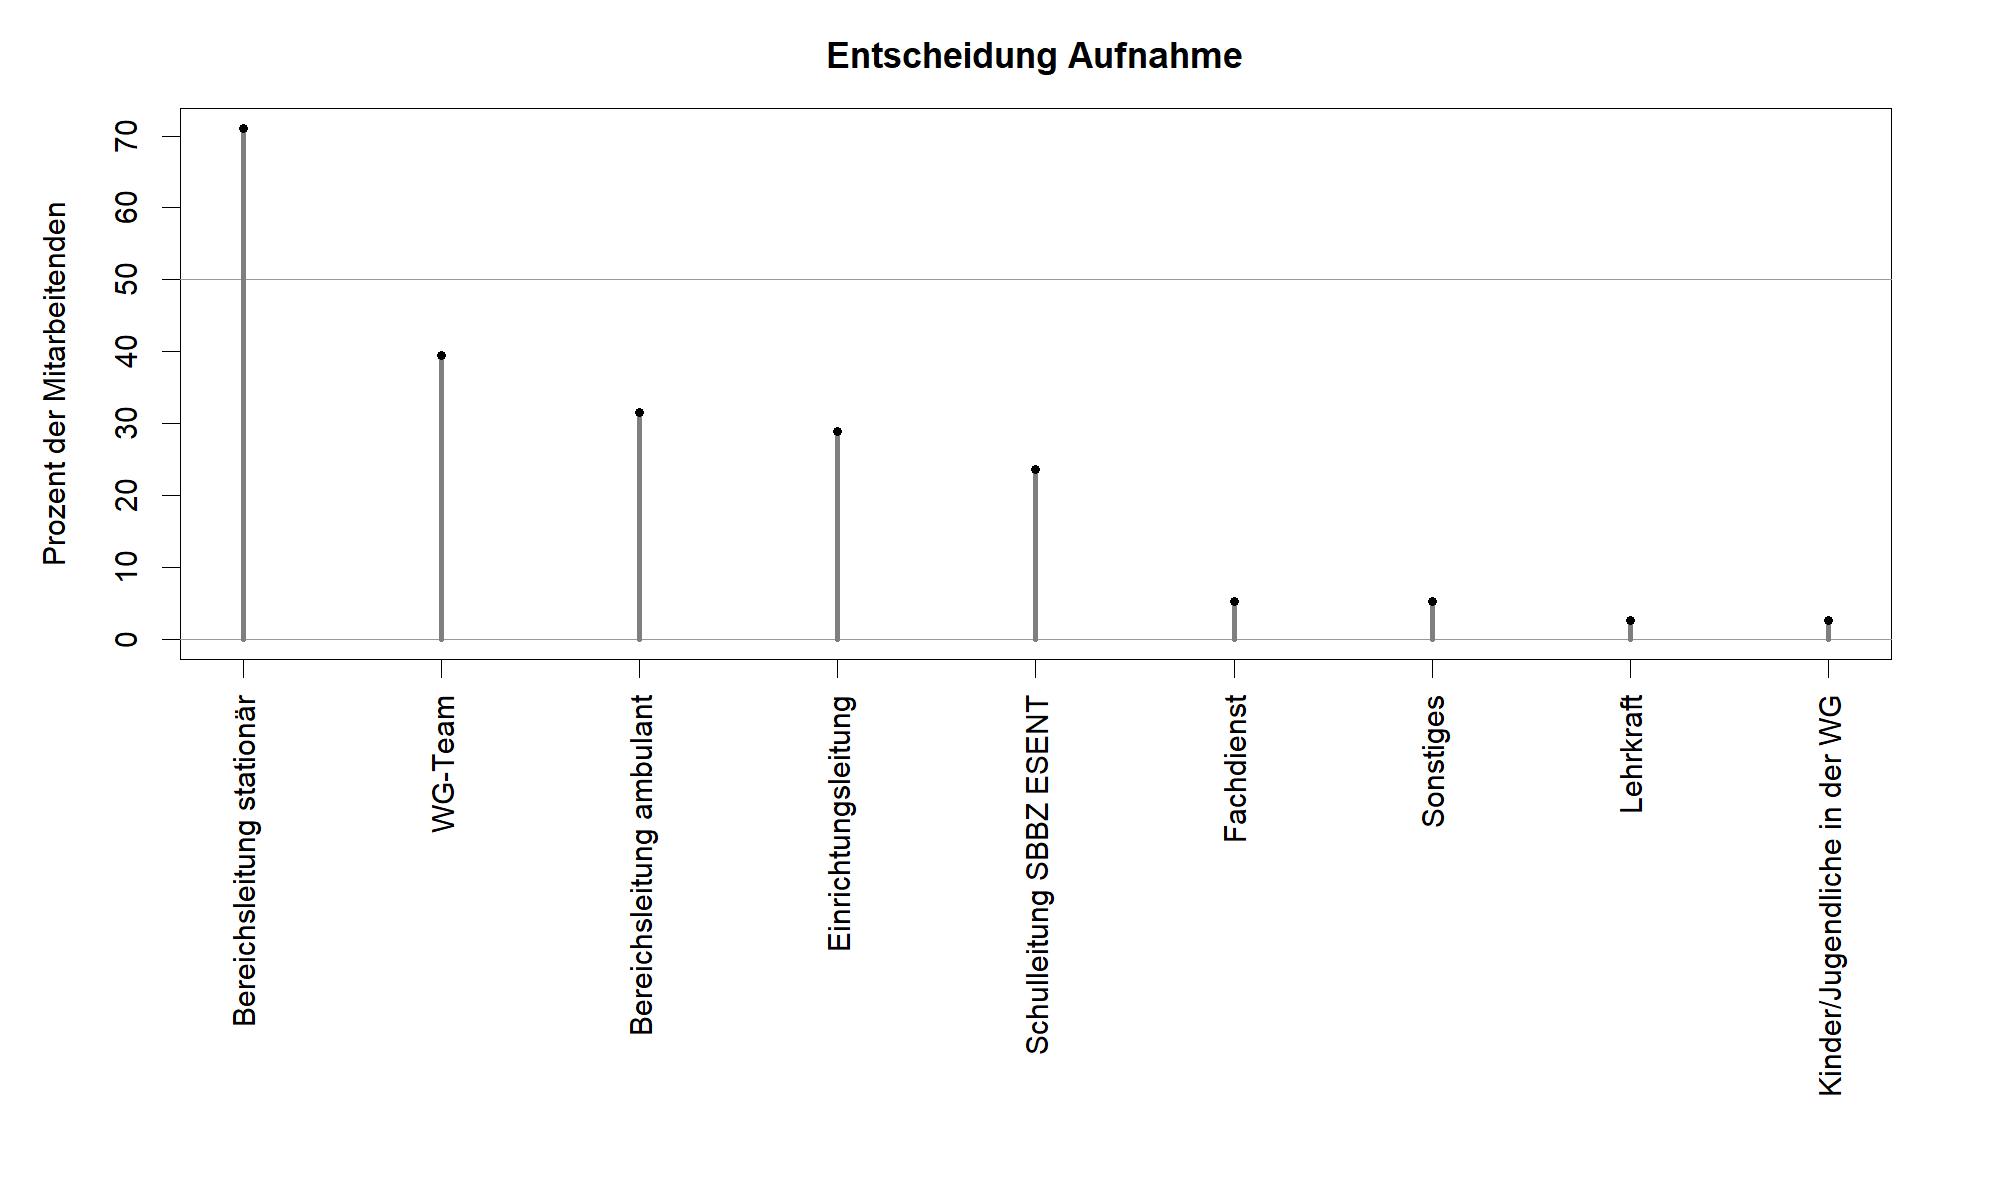 Entscheidung Aufnahme
Prozent der Mitarbeitenden
70
60
50
40
30
20
10
0
Bereichsleitung stationär
WG-Team
Bereichsleitung ambulant
Einrichtungsleitung
Schulleitung SBBZ ESENT
Fachdienst
Sonstiges
Lehrkraft
Kinder/Jugendliche in der WG